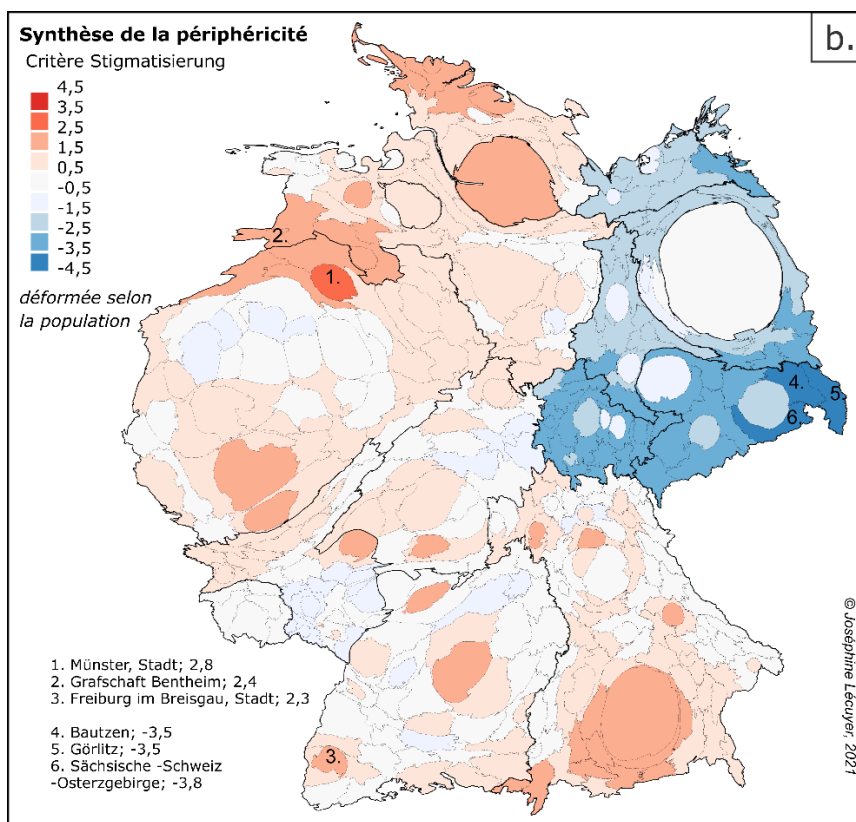 Synthèse de la périphéricité
b.
Critère Stigmatisierung
4,5
3,5
2,5
1,5
0,5
-0,5
-1,5
-2,5
-3,5
-4,5
déformée selon
la population
2.
1.
4.
5.
6.
3.
1. Münster, Stadt; 2,8
2. Grafschaft Bentheim; 2,4
3. Freiburg im Breisgau, Stadt; 2,3
4. Bautzen; -3,5
5. Görlitz; -3,5
6. Sächsische -Schweiz
-Osterzgebirge; -3,8
© Joséphine Lécuyer, 2021